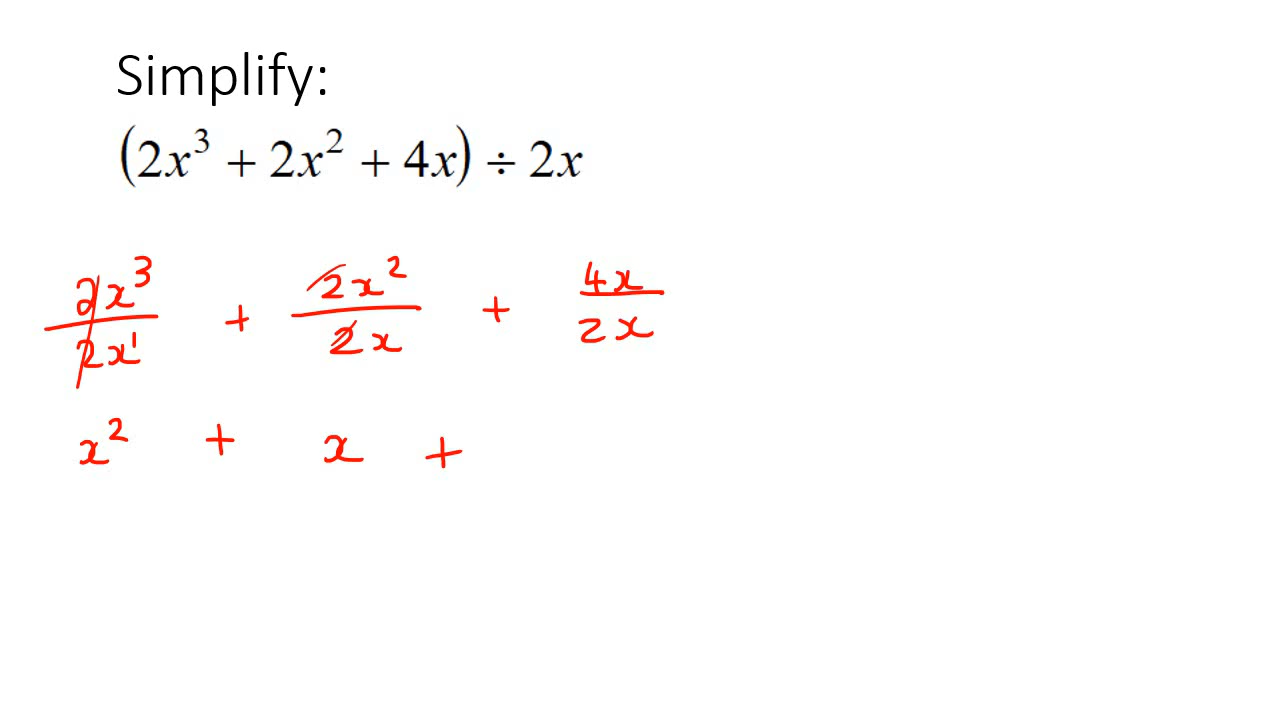 Simplify:
(2x³ + 2x² + 4x) ÷ 2x
2x³/2x¹ + 2x²/2x + 4x/2x
x² + x +